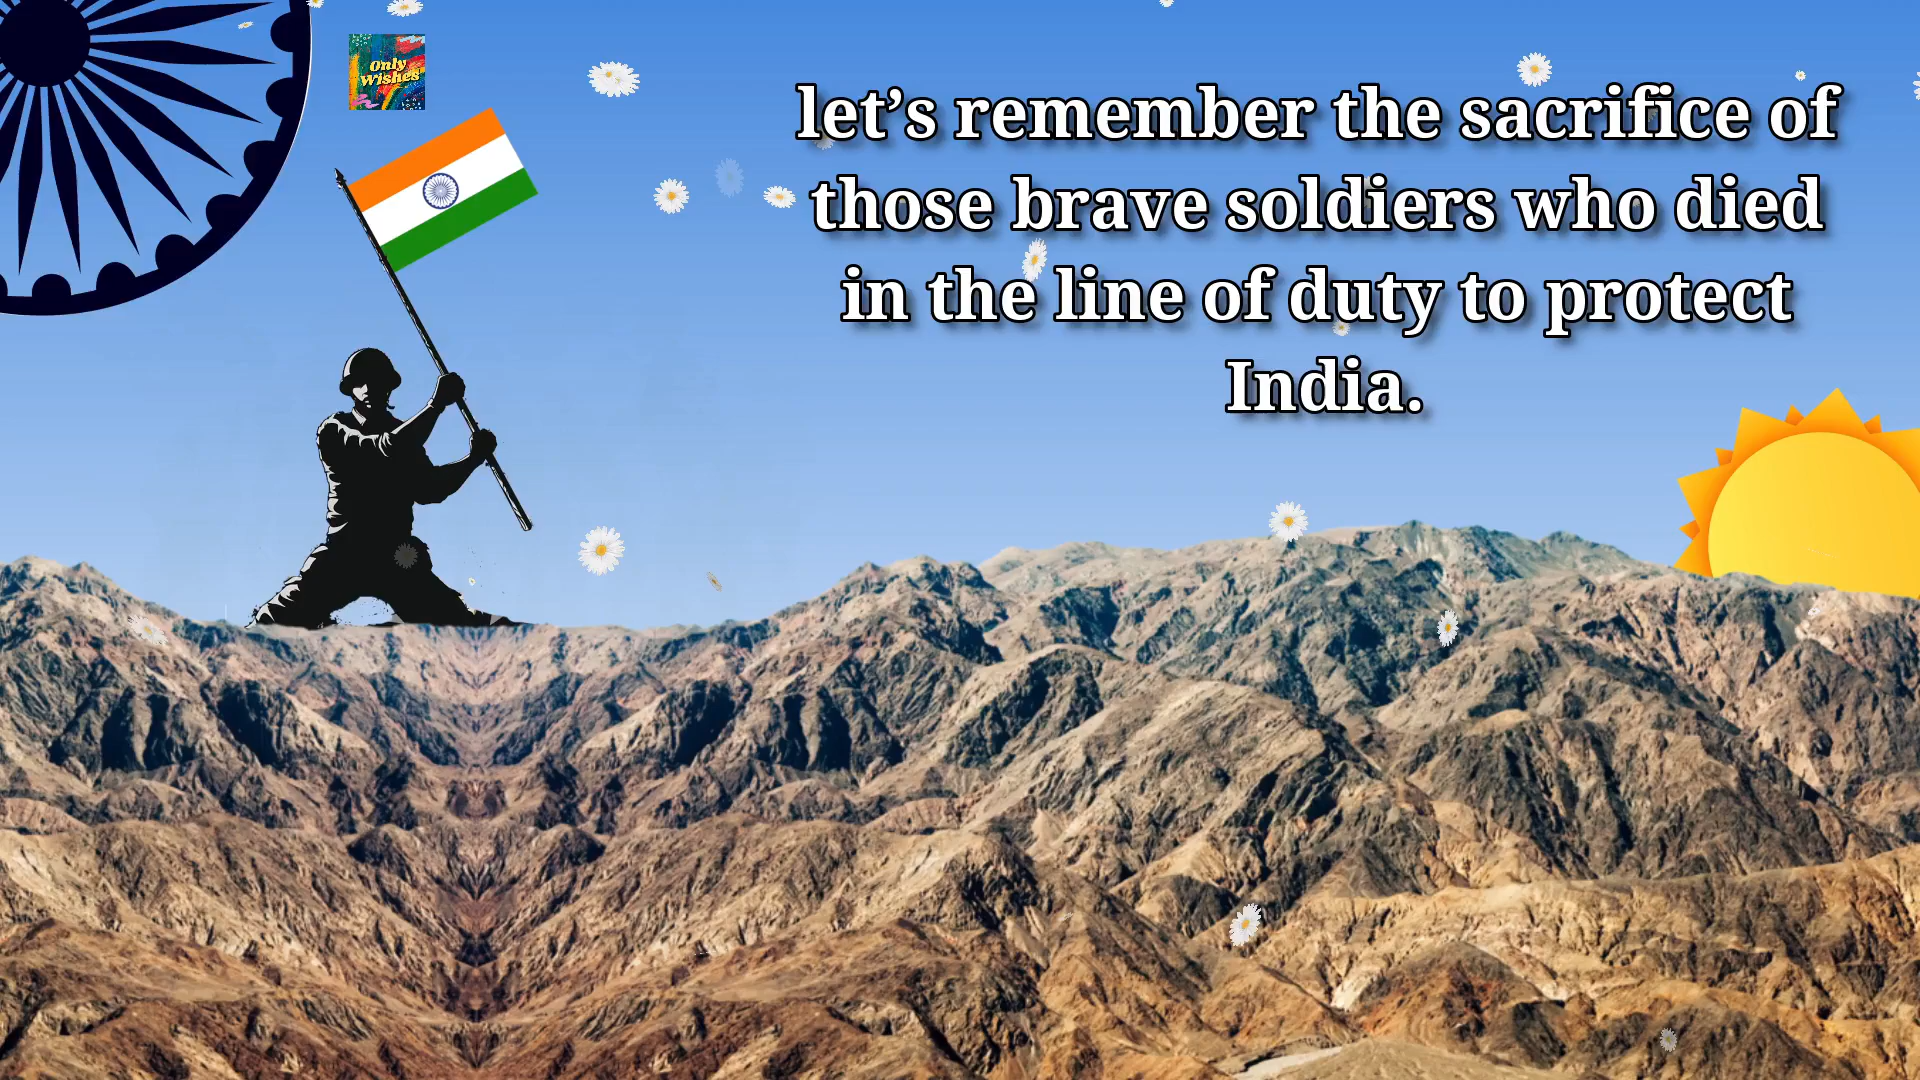 Only
Wishes
let’s remember the sacrifice of
those brave soldiers who died
in the line of duty to protect
India.